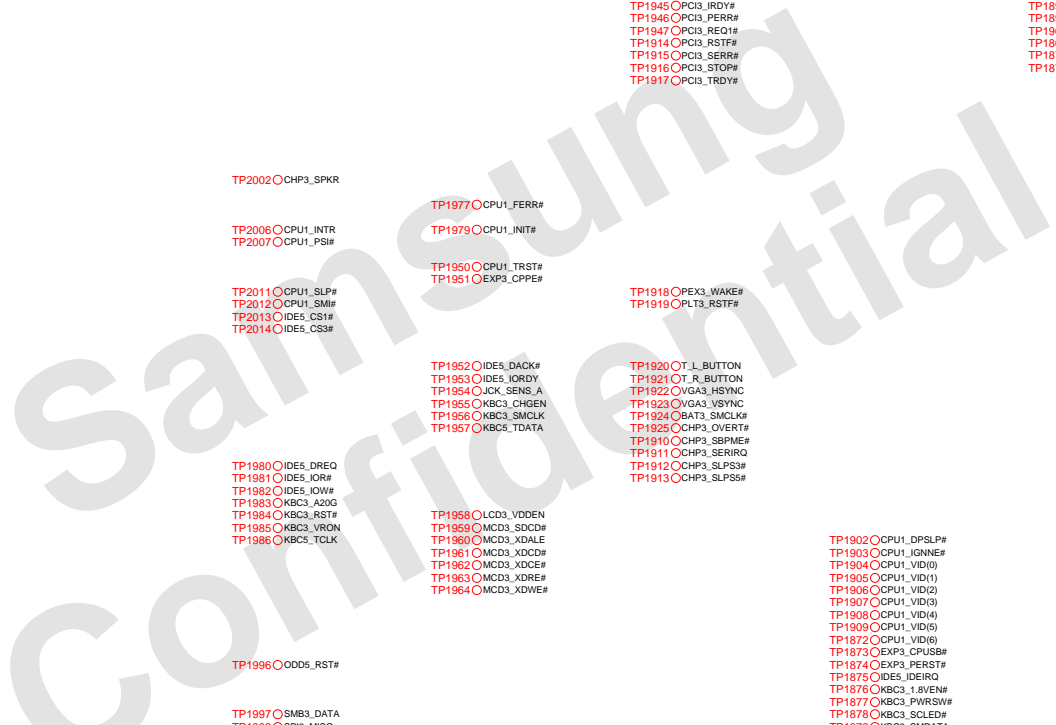 TP1945 PCI3_IRDY#
TP1946 PCI3_PERR#
TP1947 PCI3_REQ1#
TP1914 PCI3_RSTF#
TP1915 PCI3_SERR#
TP1916 PCI3_STOP#
TP1917 PCI3_TRDY#
TP2002 CHP3_SPKR
TP2006 CPU1_INTR
TP2007 CPU1_PSI#
TP2011 CPU1_SLP#
TP2012 CPU1_SMI#
TP2013 IDE5_CS1#
TP2014 IDE5_CS3#
TP1980 IDE5_DREQ
TP1981 IDE5_IOR#
TP1982 IDE5_IOW#
TP1983 KBC3_A20G
TP1984 KBC3_RST#
TP1985 KBC3_VRON
TP1986 KBC5_TCLK
TP1996 ODD5_RST#
TP1997 SMB3_DATA
TP1977 CPU1_FERR#
TP1979 CPU1_INIT#
TP1950 CPU1_TRST#
TP1951 EXP3_CPPE#
TP1952 IDE5_DACK#
TP1953 IDE5_IORDY
TP1954 JCK_SENS_A
TP1955 KBC3_CHGEN
TP1956 KBC3_SMCLK
TP1957 KBC5_TDATA
TP1958 LCD3_VDDEN
TP1959 MCD3_SDCD#
TP1960 MCD3_XDALE
TP1961 MCD3_XDCD#
TP1962 MCD3_XDCE#
TP1963 MCD3_XDRE#
TP1964 MCD3_XDWE#
TP1918 PEX3_WAKE#
TP1919 PLT3_RSTF#
TP1920 T_L_BUTTON
TP1921 T_R_BUTTON
TP1922 VGA3_HSYNC
TP1923 VGA3_VSYNC
TP1924 BAT3_SMCLK#
TP1925 CHP3_OVERT#
TP1910 CHP3_SBPME#
TP1911 CHP3_SERIRQ
TP1912 CHP3_SLPS3#
TP1913 CHP3_SLPS5#
TP1902 CPU1_DPSLP#
TP1903 CPU1_IGNNE#
TP1904 CPU1_VID(0)
TP1905 CPU1_VID(1)
TP1906 CPU1_VID(2)
TP1907 CPU1_VID(3)
TP1908 CPU1_VID(4)
TP1909 CPU1_VID(5)
TP1872 CPU1_VID(6)
TP1873 EXP3_CPUSB#
TP1874 EXP3_PERST#
TP1875 IDE5_IDEIRQ
TP1876 KBC3_1.8VEN#
TP1877 KBC3_PWRSW#
TP1878 KBC3_SCLED#
Samsung
Confidential